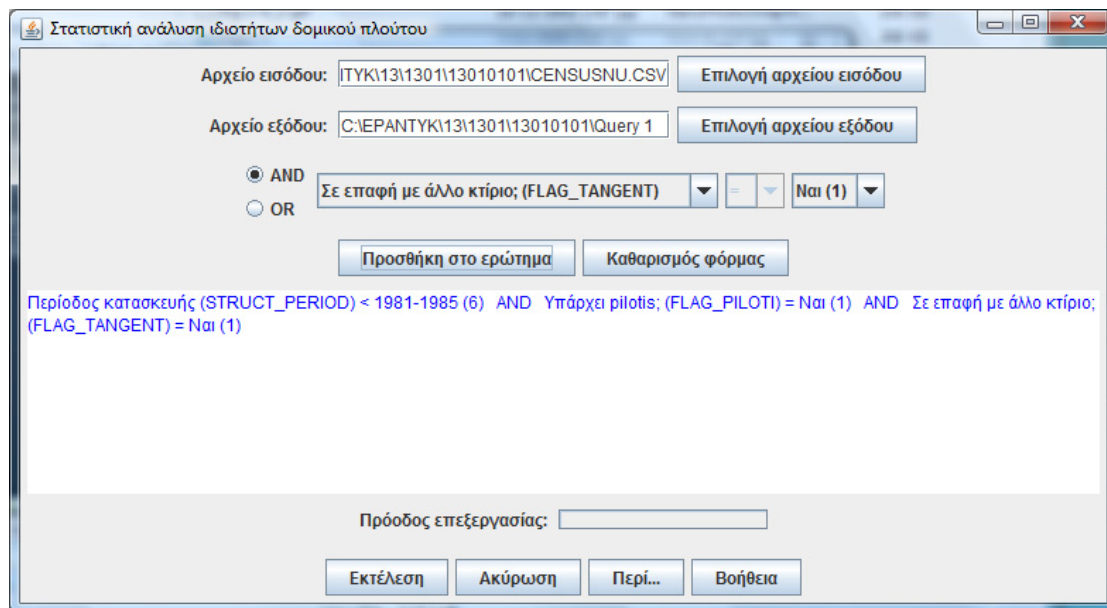 Στατιστική ανάλυση ιδιοτήτων δομικού πλούτου
Αρχείο εισόδου: ITYK\13\1301\13010101\CENSUSNU.CSV Επιλογή αρχείου εισόδου
Αρχείο εξόδου: C:\EPANTYK\13\1301\13010101\Query 1 Επιλογή αρχείου εξόδου
AND
Σε επαφή με άλλο κτίριο; (FLAG_TANGENT) = Ναι (1)
OR
Προσθήκη στο ερώτημα Καθαρισμός φόρμας
Περίοδος κατασκευής (STRUCT_PERIOD) < 1981-1985 (6) AND Υπάρχει pilotis; (FLAG_PILOTI) = Ναι (1) AND Σε επαφή με άλλο κτίριο;
(FLAG_TANGENT) = Ναι (1)
Πρόοδος επεξεργασίας:
Εκτέλεση Ακύρωση Περί... Βοήθεια